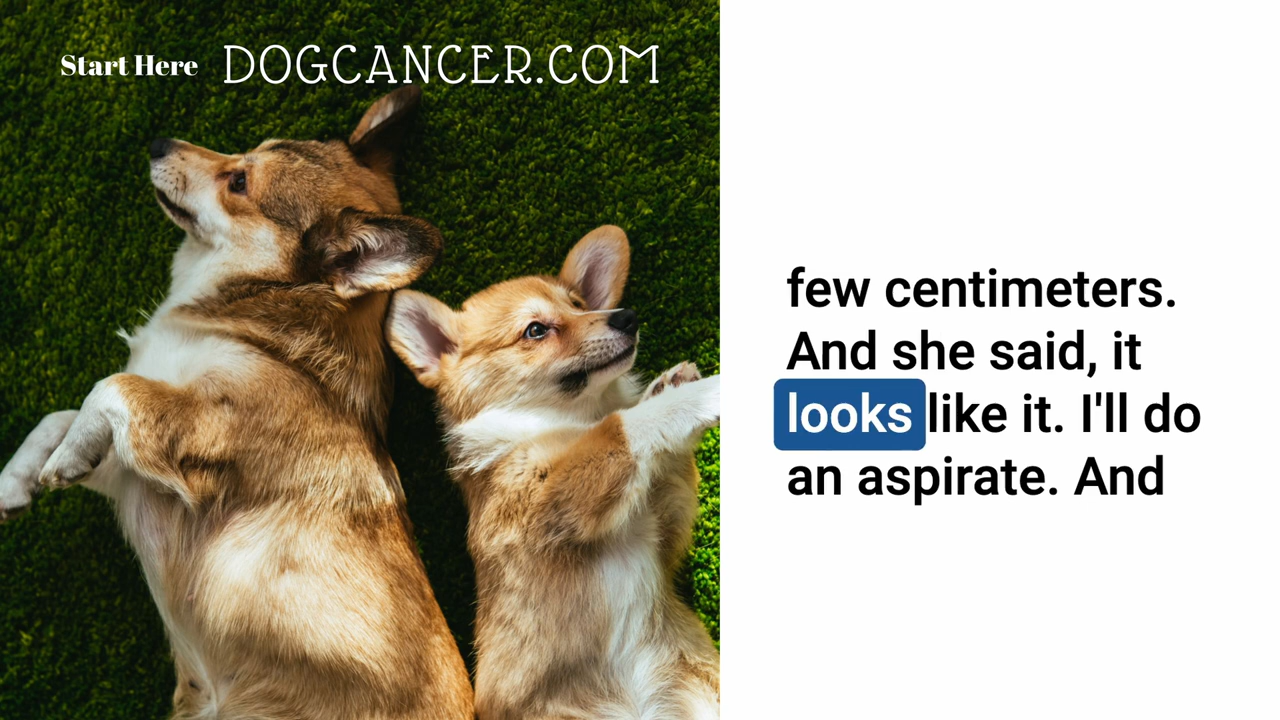 Start Here DOGCANCER.COM
few centimeters.
And she said, it
looks like it. I'll do
an aspirate. And